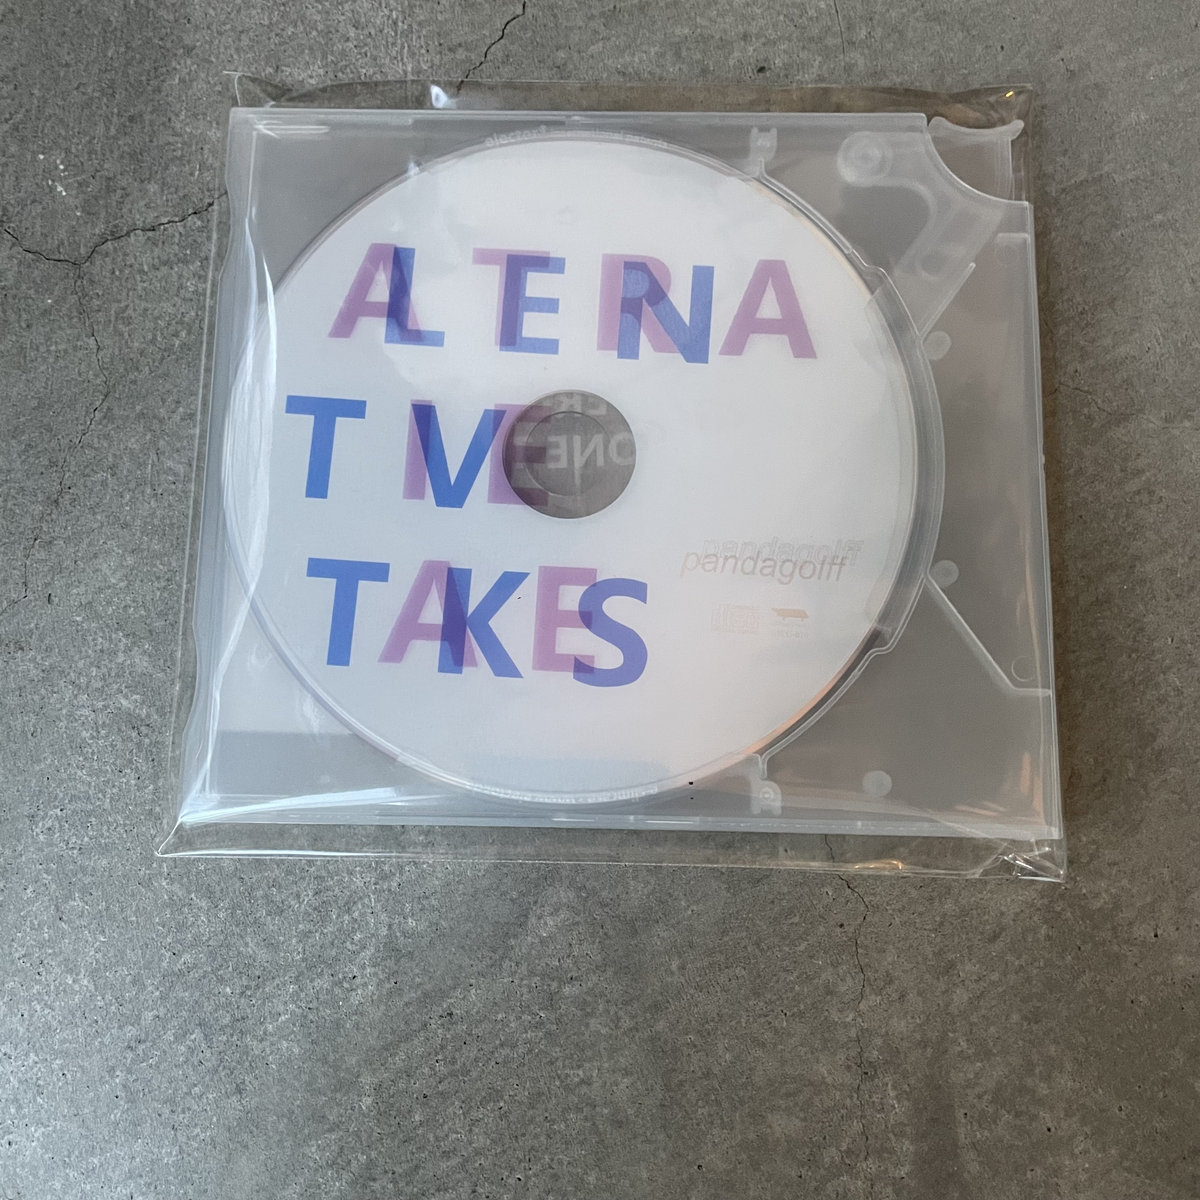 ALTERNA
TIVE
TAKES
pandagolff